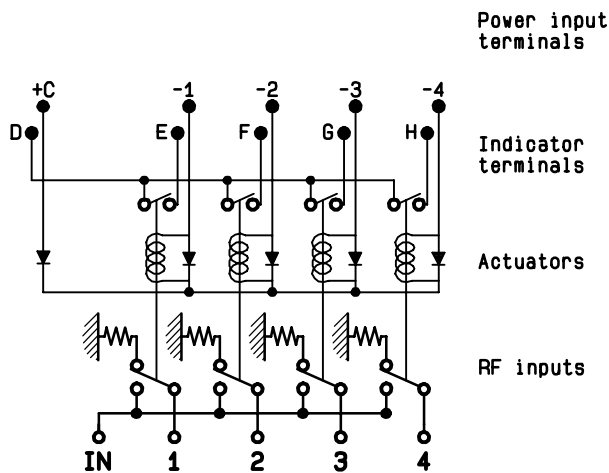 Power input
terminals
+C -1 -2 -3 -4
D E F G H
Indicator
terminals
Actuators
RF inputs
IN 1 2 3 4